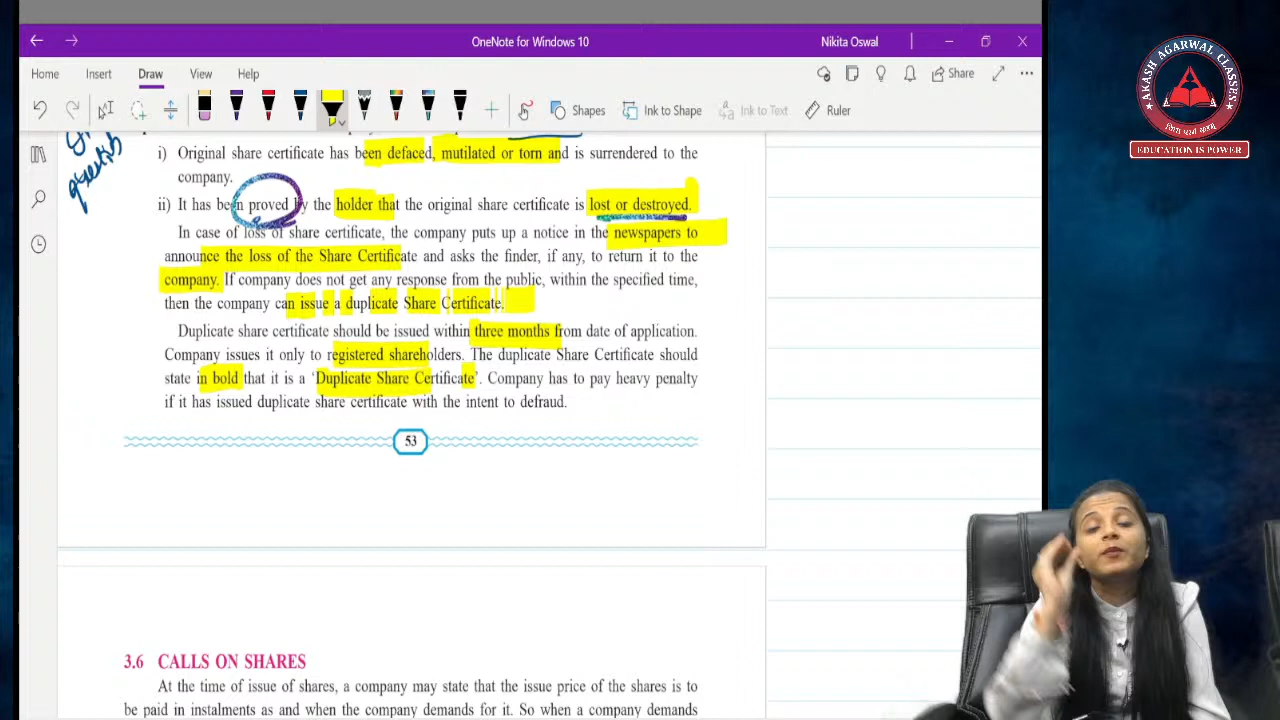 OneNote for Windows 10
Nikita Oswal
Home Insert Draw View Help
Share
Shapes
Ink to Shape
Ink to Text
Ruler
i) Original share certificate has been defaced, mutilated or torn and is surrendered to the
company.
ii) It has been proved by the holder that the original share certificate is lost or destroyed.
In case of loss of share certificate, the company puts up a notice in the newspapers to
announce the loss of the Share Certificate and asks the finder, if any, to return it to the
company. If company does not get any response from the public, within the specified time,
then the company can issue a duplicate Share Certificate.
Duplicate share certificate should be issued within three months from date of application.
Company issues it only to registered shareholders. The duplicate Share Certificate should
state in bold that it is a ‘Duplicate Share Certificate’. Company has to pay heavy penalty
if it has issued duplicate share certificate with the intent to defraud.
53
3.6 CALLS ON SHARES
At the time of issue of shares, a company may state that the issue price of the shares is to
be paid in instalments as and when the company demands for it. So when a company demands
AKASH AGARWAL CLASSES
EDUCATION IS POWER